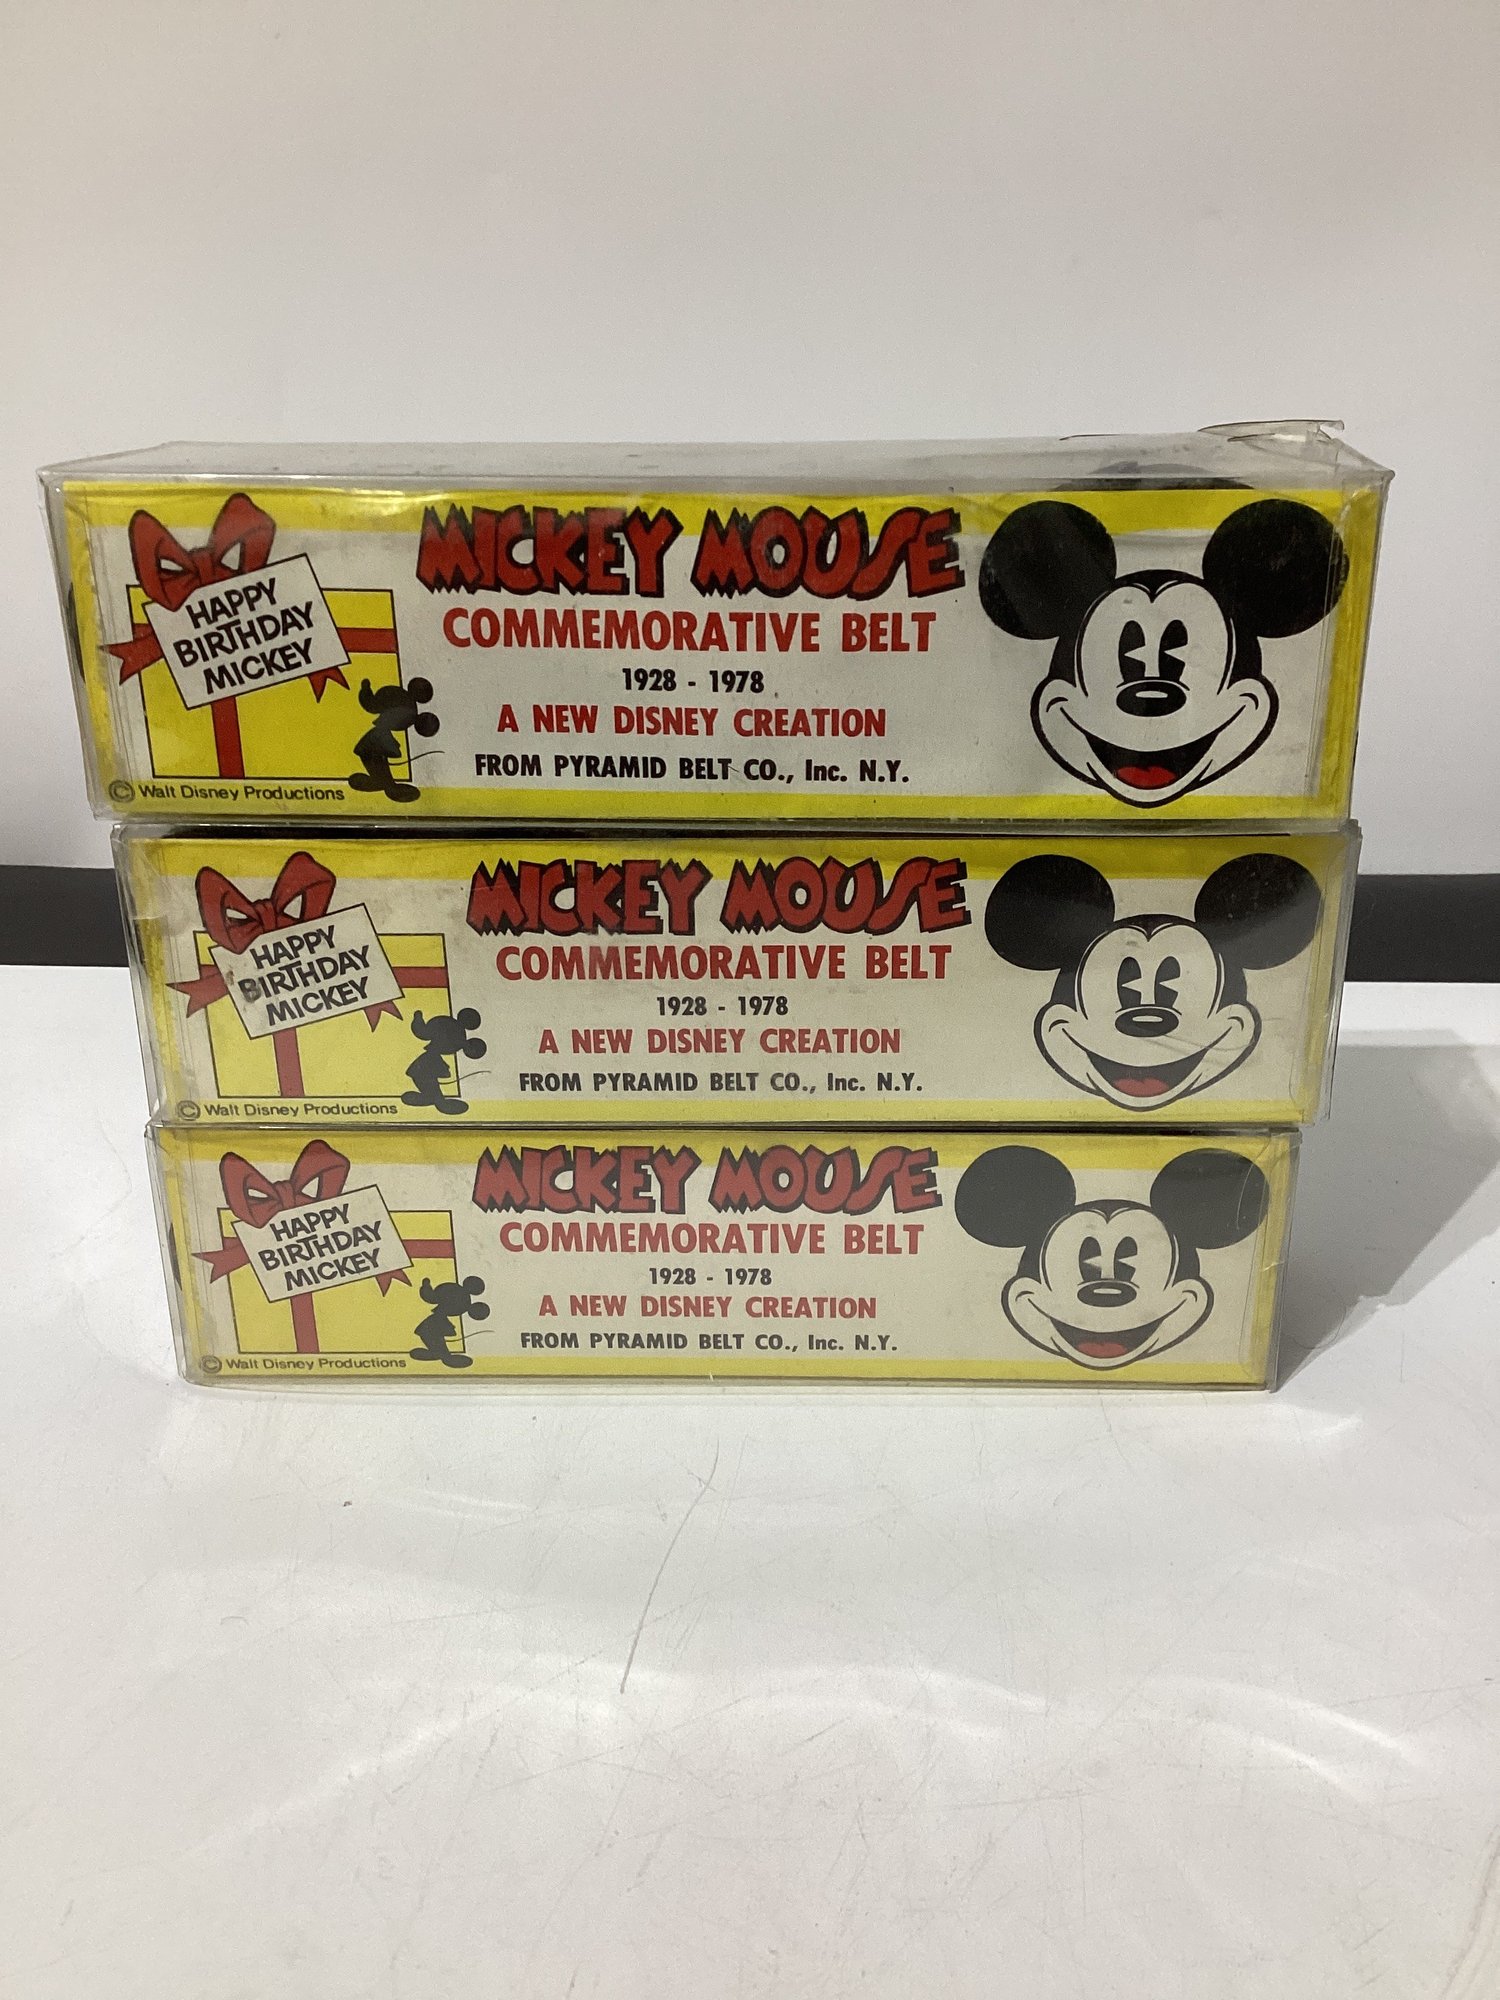 HAPPY
BIRTHDAY
MICKEY
© Walt Disney Productions
MICKEY MOUSE
COMMEMORATIVE BELT
1928 - 1978
A NEW DISNEY CREATION
FROM PYRAMID BELT CO., Inc. N.Y.
HAPPY
BIRTHDAY
MICKEY
© Walt Disney Productions
MICKEY MOUSE
COMMEMORATIVE BELT
1928 - 1978
A NEW DISNEY CREATION
FROM PYRAMID BELT CO., Inc. N.Y.
HAPPY
BIRTHDAY
MICKEY
© Walt Disney Productions
MICKEY MOUSE
COMMEMORATIVE BELT
1928 - 1978
A NEW DISNEY CREATION
FROM PYRAMID BELT CO., Inc. N.Y.